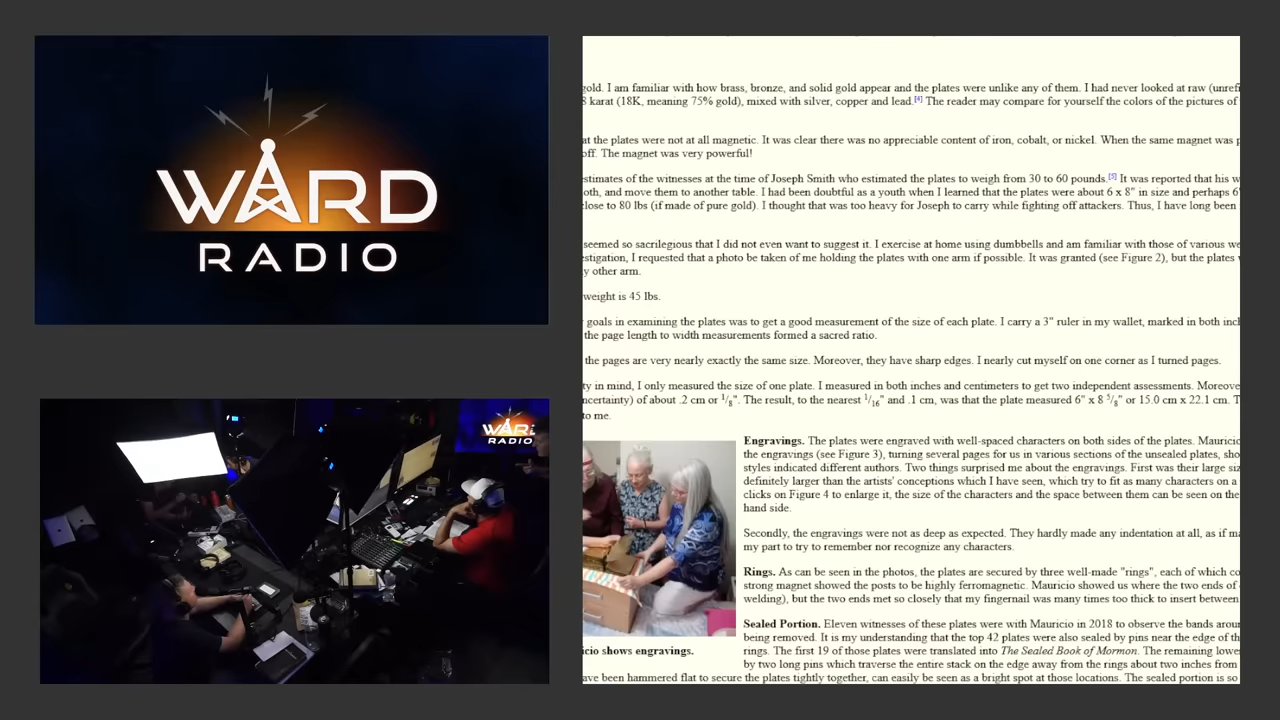 WARD
RADIO
WARD
RADIO
gold. I am familiar with how brass, bronze, and solid gold appear and the plates were unlike any of them. I had never looked at raw (unrefi
8 karat (18K, meaning 75% gold), mixed with silver, copper and lead.[4] The reader may compare for yourself the colors of the pictures of
at the plates were not at all magnetic. It was clear there was no appreciable content of iron, cobalt, or nickel. When the same magnet was p
off. The magnet was very powerful!
estimates of the witnesses at the time of Joseph Smith who estimated the plates to weigh from 30 to 60 pounds.[5] It was reported that his w
oth, and move them to another table. I had been doubtful as a youth when I learned that the plates were about 6 x 8" in size and perhaps 6"
close to 80 lbs (if made of pure gold). I thought that was too heavy for Joseph to carry while fighting off attackers. Thus, I have long been
seemed so sacrilegious that I did not even want to suggest it. I exercise at home using dumbbells and am familiar with those of various we
estigation, I requested that a photo be taken of me holding the plates with one arm if possible. It was granted (see Figure 2), but the plates
y other arm.
weight is 45 lbs.
goals in examining the plates was to get a good measurement of the size of each plate. I carry a 3" ruler in my wallet, marked in both incl
the page length to width measurements formed a sacred ratio.
the pages are very nearly exactly the same size. Moreover, they have sharp edges. I nearly cut myself on one corner as I turned pages.
ty in mind, I only measured the size of one plate. I measured in both inches and centimeters to get two independent assessments. Moreove
ncertainty) of about .2 cm or 1/8". The result, to the nearest 1/16" and .1 cm, was that the plate measured 6" x 8 5/8" or 15.0 cm x 22.1 cm. T
to me.
Engravings. The plates were engraved with well-spaced characters on both sides of the plates. Mauricio
the engravings (see Figure 3), turning several pages for us in various sections of the unsealed plates, sho
styles indicated different authors. Two things surprised me about the engravings. First was their large siz
definitely larger than the artists' conceptions which I have seen, which try to fit as many characters on a
clicks on Figure 4 to enlarge it, the size of the characters and the space between them can be seen on the
hand side.
Secondly, the engravings were not as deep as expected. They hardly made any indentation at all, as if ma
my part to try to remember nor recognize any characters.
Rings. As can be seen in the photos, the plates are secured by three well-made "rings", each of which co
strong magnet showed the posts to be highly ferromagnetic. Mauricio showed us where the two ends of
welding), but the two ends met so closely that my fingernail was many times too thick to insert between
Sealed Portion. Eleven witnesses of these plates were with Mauricio in 2018 to observe the bands aroun
being removed. It is my understanding that the top 42 plates were also sealed by pins near the edge of th
icio shows engravings.
rings. The first 19 of those plates were translated into The Sealed Book of Mormon. The remaining lowe
by two long pins which traverse the entire stack on the edge away from the rings about two inches from
ave been hammered flat to secure the plates tightly together, can easily be seen as a bright spot at those locations. The sealed portion is so